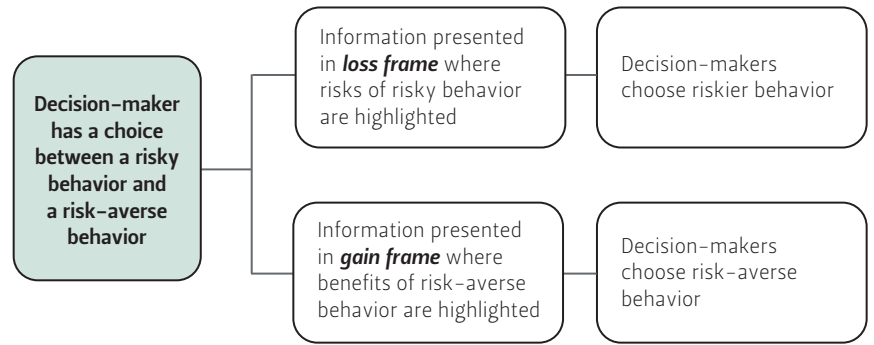 Decision–maker
has a choice
between a risky
behavior and
a risk–averse
behavior
Information presented
in loss frame where
risks of risky behavior
are highlighted
Decision–makers
choose riskier behavior
Information presented
in gain frame where
benefits of risk–averse
behavior are highlighted
Decision–makers
choose risk–averse
behavior